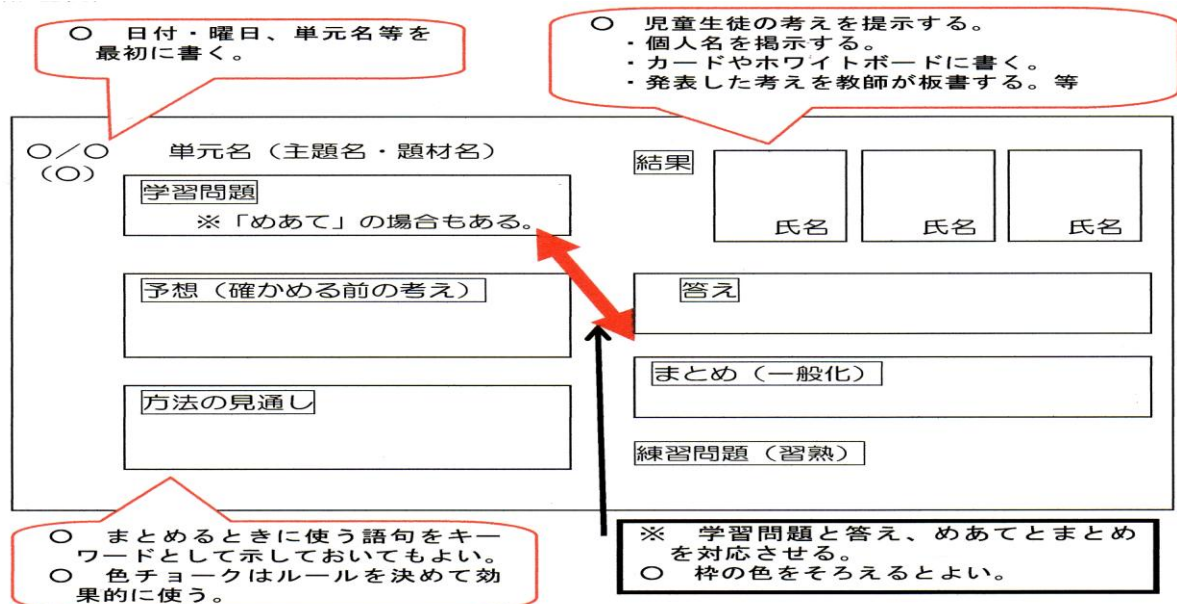 ○ 日付・曜日、単元名等を
最初に書く。
○ 児童生徒の考えを提示する。
・個人名を掲示する。
・カードやホワイトボードに書く。
・発表した考えを教師が板書する。等
○／○
（○）
単元名（主題名・題材名）
学習問題
※「めあて」の場合もある。
予想（確かめる前の考え）
方法の見通し
結果
氏名
氏名
氏名
答え
まとめ（一般化）
練習問題（習熟）
○ まとめるときに使う語句をキー
ワードとして示しておいてもよい。
○ 色チョークはルールを決めて効
果的に使う。
※ 学習問題と答え、めあてとまとめ
を対応させる。
○ 枠の色をそろえるとよい。